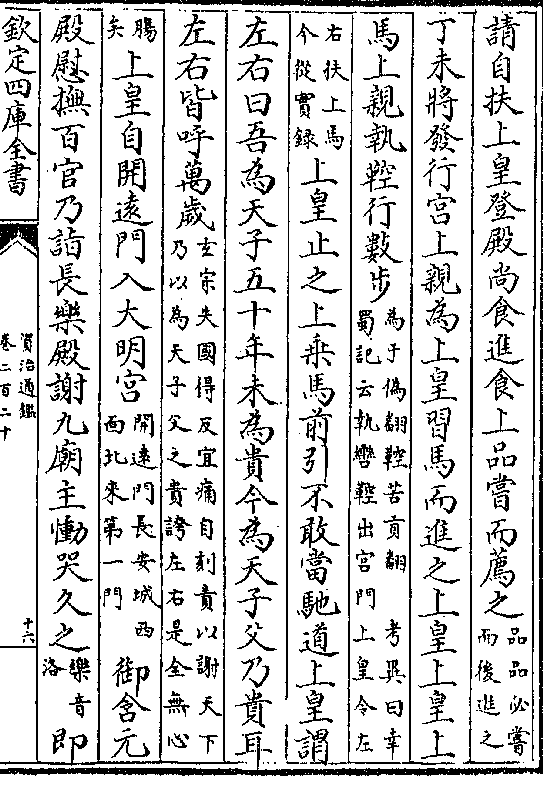 請自扶上皇登殿尚食進食上品嘗而薦之品品必嘗而後進之
丁未將發行宮上親為上皇習馬而進之上皇上皇上
馬上親執鞚行數步為于偽翻鞚苦貢翻考異曰幸蜀記云執轡鞚出宮門上皇令左
右扶上馬今從實錄上皇止之上乗馬前引不敢當馳道上皇謂
左右曰吾為天子五十年未為貴今為天子父乃貴耳
左右皆呼萬歲玄宗失國得反宜痛自刻責以謝天下乃以為天子父之貴誇左右是全無心
腸矣上皇自開遠門入大明宮開遠門長安城西西北來第一門御含元
殿慰撫百官乃詣長樂殿謝九廟主慟哭久之樂音洛即
欽定四庫全書
資治通鑑
卷二百二十
十六